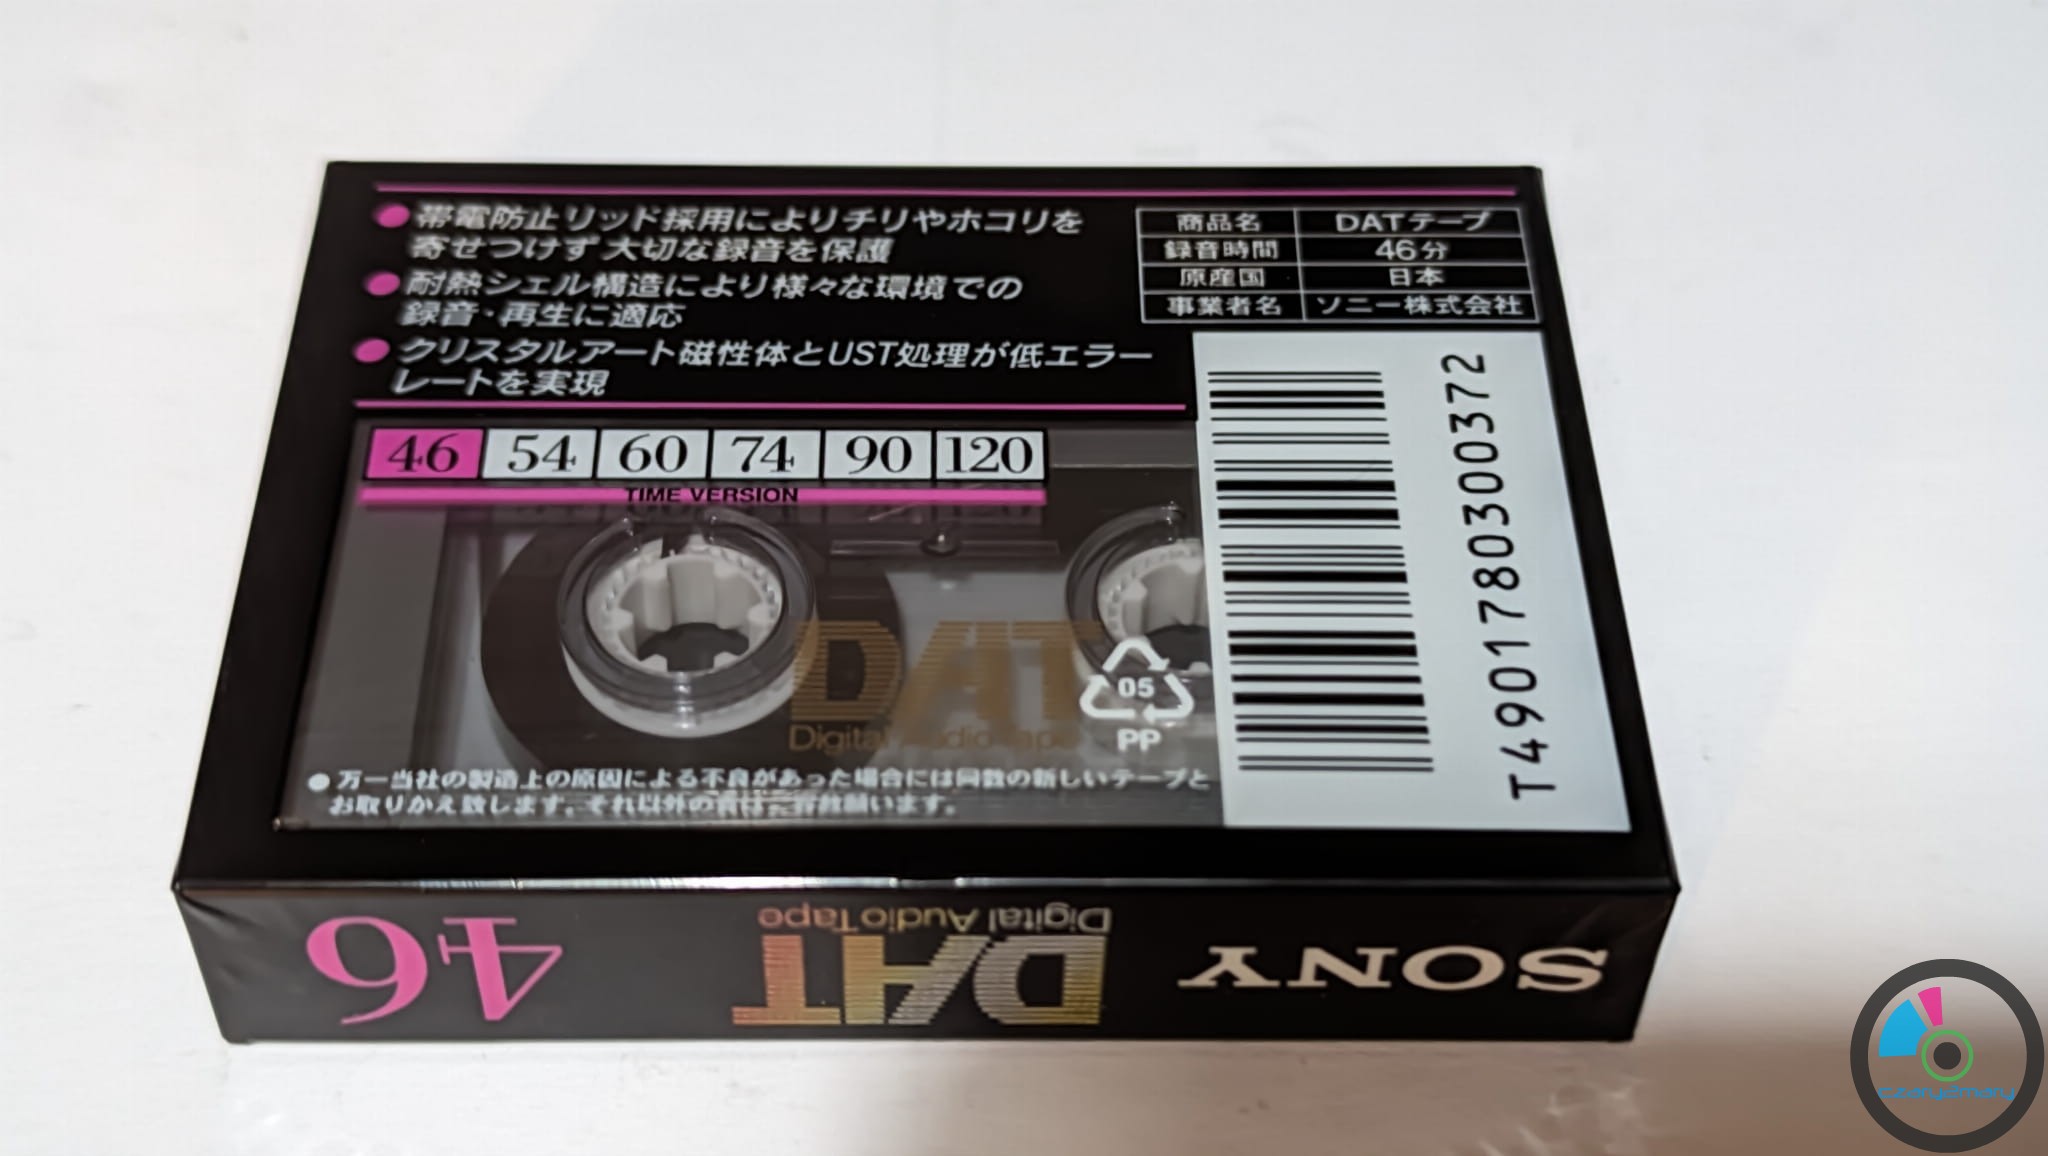 帯電防止リッド採用によりチリやホコリを
寄せつけず大切な録音を保護
耐熱シェル構造により様々な環境での
録音・再生に適応
クリスタルアート磁性体とUST処理が低エラー
レートを実現
商品名 DATテープ
録音時間 46分
原産国 日本
事業者名 ソニー株式会社
46 54 60 74 90 120
TIME VERSION
T4901780300372
DAT
Digital Audio Tape
05
PP
●万一当社の製造上の原因による不良があった場合には同数の新しいテープと
お取りかえ致します。それ以外の
SONY
DAT
Digital Audio Tape
46